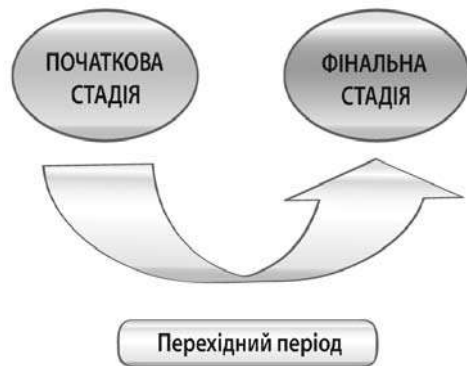 ПОЧАТКОВА
СТАДІЯ
ФІНАЛЬНА
СТАДІЯ
Перехідний період